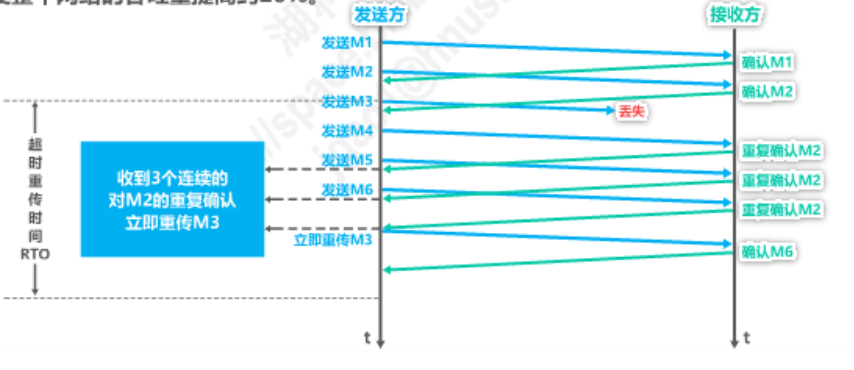 发送方
接收方
发送M1
确认M1
发送M2
确认M2
发送M3
丢失
发送M4
重复确认M2
发送M5
重复确认M2
发送M6
重复确认M2
立即重传M3
确认M6
超时重传时间
RTO
收到3个连续的
对M2的重复确认
立即重传M3
t
t